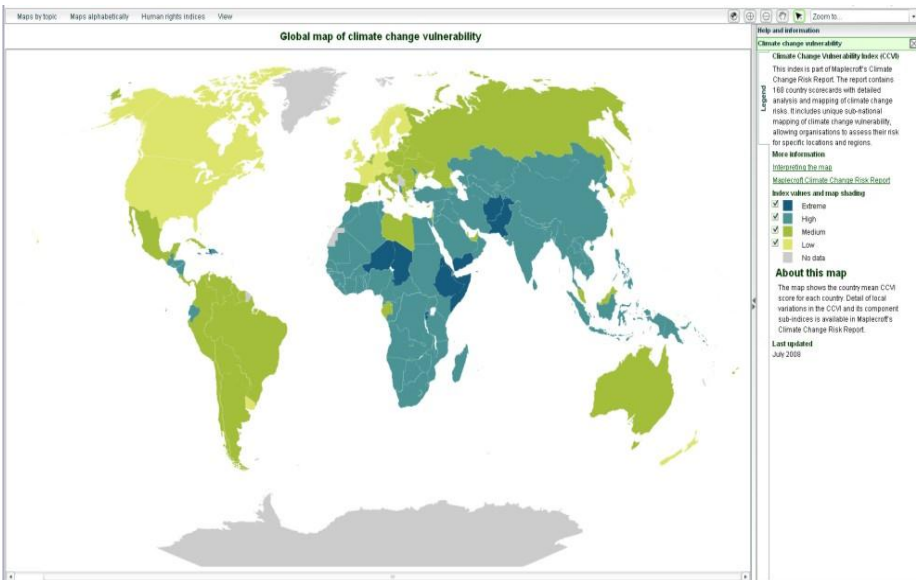 Maps by topic Maps alphabetically Human rights indices View
Zoom to...
Global map of climate change vulnerability
Help and information
Climate change vulnerability
Legend
Climate Change Vulnerability Index (CCVI)
This index is part of Maplecroft's Climate
Change Risk Report. The report contains
168 country scorecards with detailed
analysis and mapping of climate change
risks. It includes unique sub-national
mapping of climate change vulnerability,
allowing organisations to assess their risk
for specific locations and regions.
More information
Interpreting the map
Maplecroft Climate Change Risk Report
Index values and map shading
Extreme
High
Medium
Low
No data
About this map
The map shows the country mean CCVI
score for each country. Detail of local
variations in the CCVI and its component
sub-indices is available in Maplecroft's
Climate Change Risk Report.
Last updated
July 2008